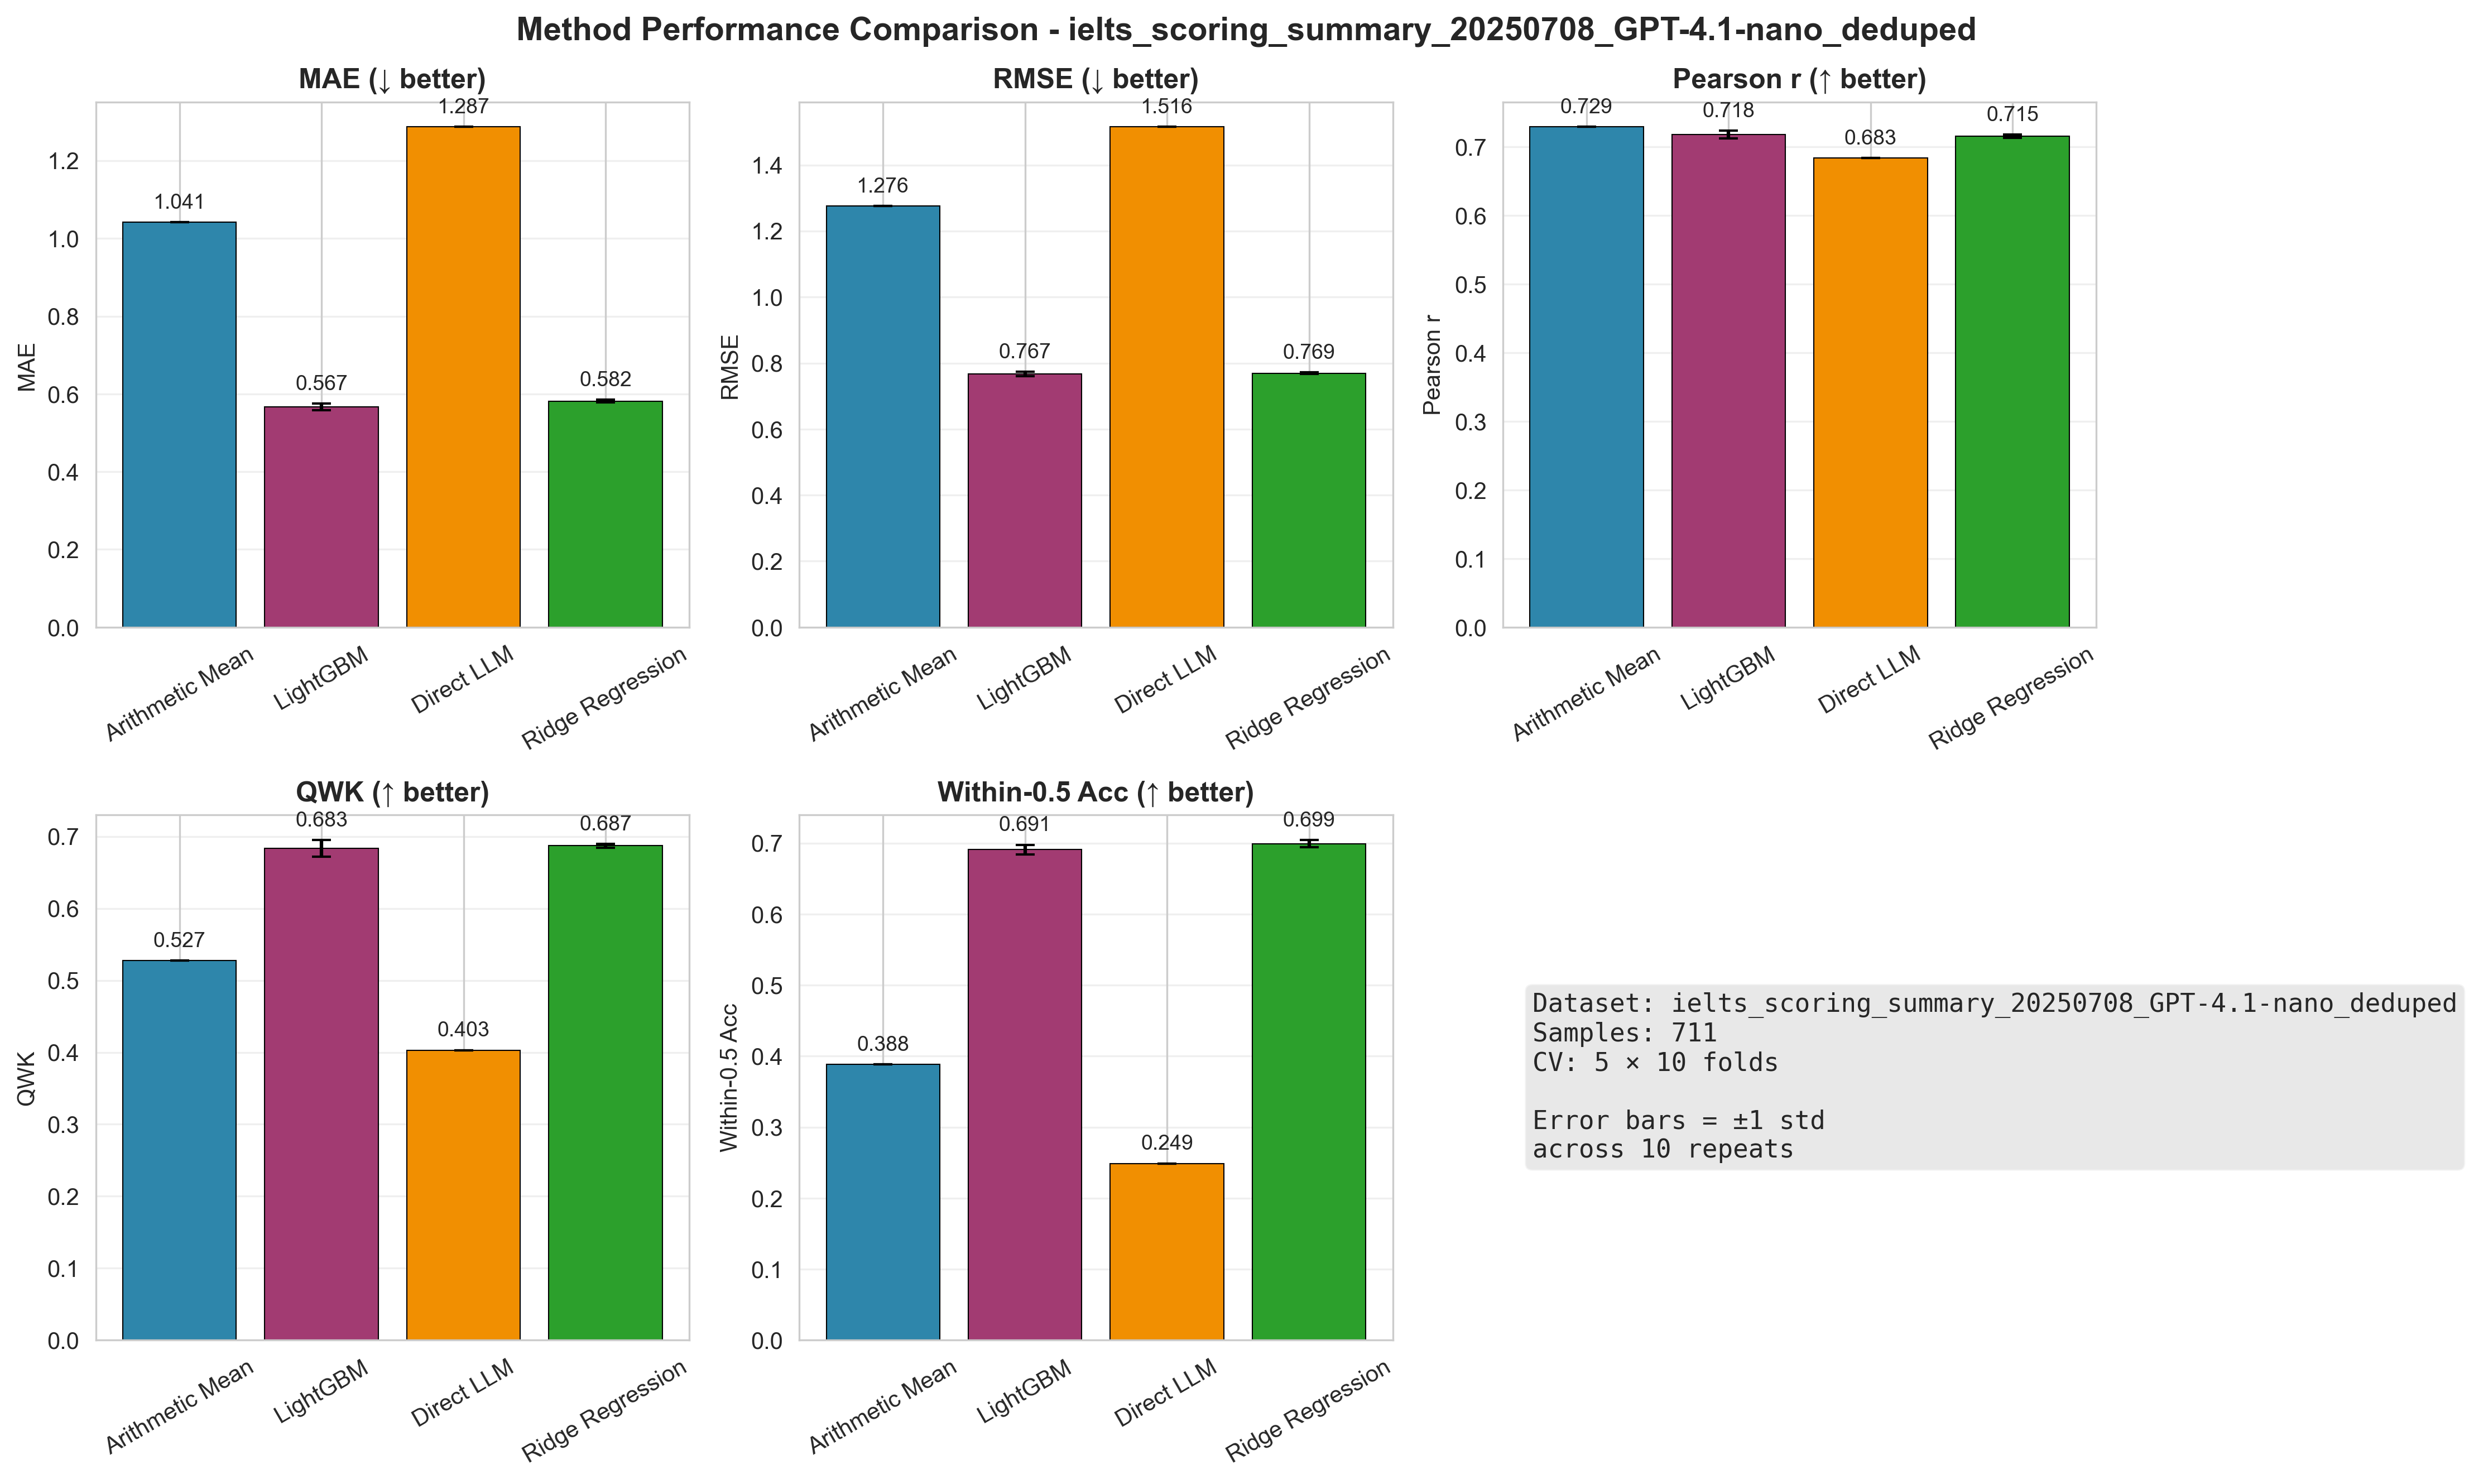 Method Performance Comparison - ielts_scoring_summary_20250708_GPT-4.1-nano_deduped
MAE (↓ better)
MAE
1.2
1.0
0.8
0.6
0.4
0.2
0.0
1.041
0.567
1.287
0.582
Arithmetic Mean
LightGBM
Direct LLM
Ridge Regression
RMSE (↓ better)
RMSE
1.4
1.2
1.0
0.8
0.6
0.4
0.2
0.0
1.276
0.767
1.516
0.769
Arithmetic Mean
LightGBM
Direct LLM
Ridge Regression
Pearson r (↑ better)
Pearson r
0.7
0.6
0.5
0.4
0.3
0.2
0.1
0.0
0.729
0.718
0.683
0.715
Arithmetic Mean
LightGBM
Direct LLM
Ridge Regression
QWK (↑ better)
QWK
0.7
0.6
0.5
0.4
0.3
0.2
0.1
0.0
0.527
0.683
0.403
0.687
Arithmetic Mean
LightGBM
Direct LLM
Ridge Regression
Within-0.5 Acc (↑ better)
Within-0.5 Acc
0.7
0.6
0.5
0.4
0.3
0.2
0.1
0.0
0.388
0.691
0.249
0.699
Arithmetic Mean
LightGBM
Direct LLM
Ridge Regression
Dataset: ielts_scoring_summary_20250708_GPT-4.1-nano_deduped
Samples: 711
CV: 5 × 10 folds
Error bars = ±1 std
across 10 repeats